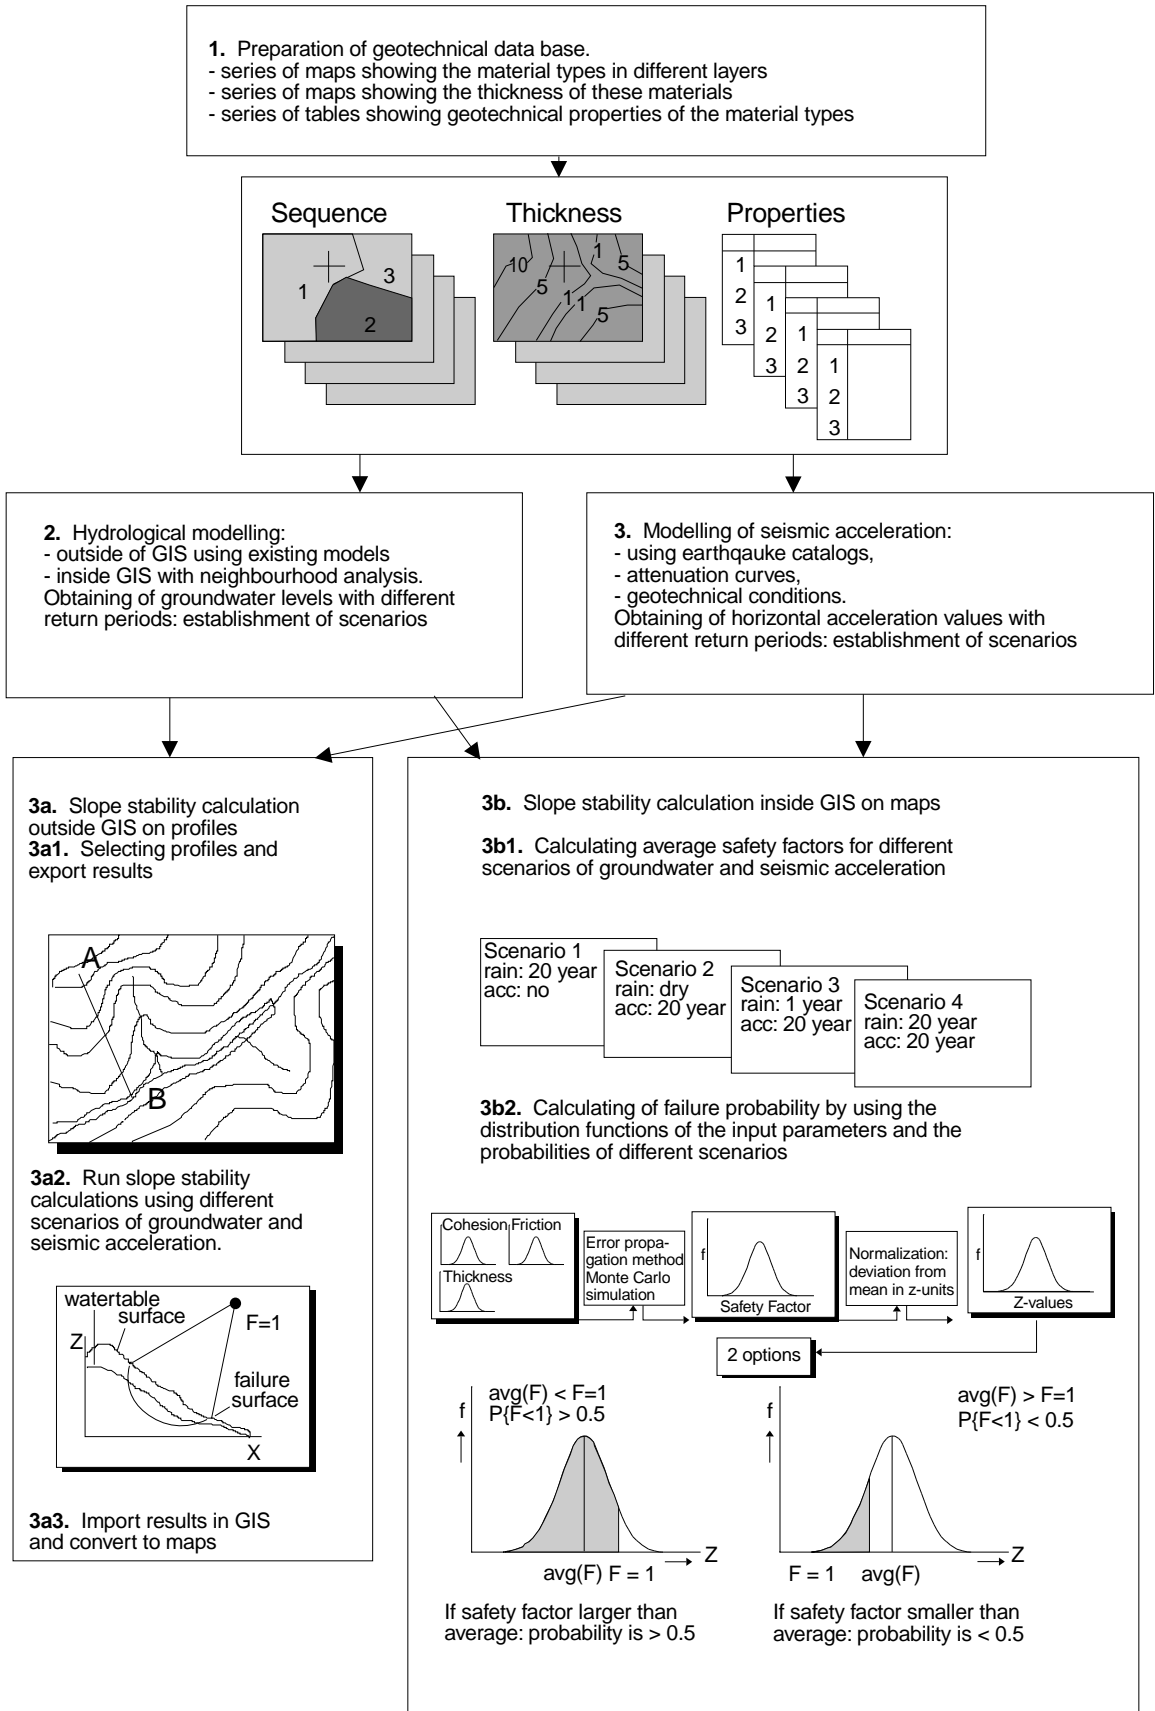 1. Preparation of geotechnical data base.
- series of maps showing the material types in different layers
- series of maps showing the thickness of these materials
- series of tables showing geotechnical properties of the material types
Sequence
1
3
2
Thickness
10
1
5
5
1
1
5
Properties
1
2
3
1
2
3
1
2
3
1
2
3
2. Hydrological modelling:
- outside of GIS using existing models
- inside GIS with neighbourhood analysis.
Obtaining of groundwater levels with different
return periods: establishment of scenarios
3. Modelling of seismic acceleration:
- using earthqauke catalogs,
- attenuation curves,
- geotechnical conditions.
Obtaining of horizontal acceleration values with
different return periods: establishment of scenarios
3a. Slope stability calculation
outside GIS on profiles
3a1. Selecting profiles and
export results
A
B
3a2. Run slope stability
calculations using different
scenarios of groundwater and
seismic acceleration.
watertable
surface
F=1
Z
failure
surface
X
3a3. Import results in GIS
and convert to maps
3b. Slope stability calculation inside GIS on maps
3b1. Calculating average safety factors for different
scenarios of groundwater and seismic acceleration
Scenario 1
rain: 20 year
acc: no
Scenario 2
rain: dry
acc: 20 year
Scenario 3
rain: 1 year
acc: 20 year
Scenario 4
rain: 20 year
acc: 20 year
3b2. Calculating of failure probability by using the
distribution functions of the input parameters and the
probabilities of different scenarios
Cohesion
Friction
Thickness
Error propa-
gation method
Monte Carlo
simulation
f
Safety Factor
Normalization:
deviation from
mean in z-units
f
Z-values
2 options
avg(F) < F=1
P{F<1} > 0.5
f
Z
avg(F) F = 1
If safety factor larger than
average: probability is > 0.5
avg(F) > F=1
P{F<1} < 0.5
f
Z
F = 1 avg(F)
If safety factor smaller than
average: probability is < 0.5